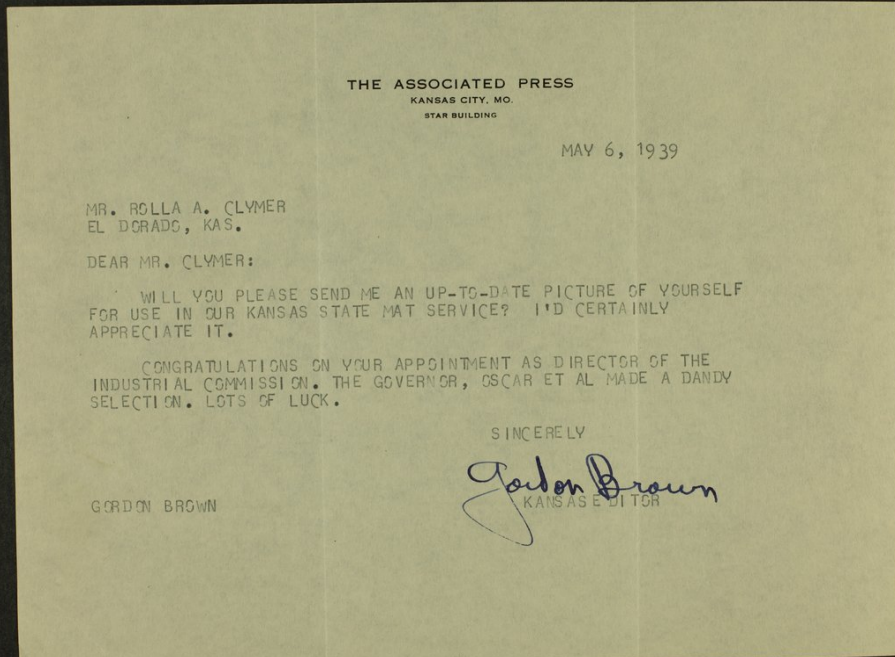 THE ASSOCIATED PRESS
KANSAS CITY, MO.
STAR BUILDING
MAY 6, 1939
MR. ROLLA A. CLYMER
EL DORADO, KAS.
DEAR MR. CLYMER:
WILL YOU PLEASE SEND ME AN UP-TO-DATE PICTURE OF YOURSELF
FOR USE IN OUR KANSAS STATE MAT SERVICE? I'D CERTAINLY
APPRECIATE IT.
CONGRATULATIONS ON YOUR APPOINTMENT AS DIRECTOR OF THE
INDUSTRIAL COMMISSION. THE GOVERNOR, OSCAR ET AL MADE A DANDY
SELECTION. LOTS OF LUCK.
SINCERELY
Gordon Brown
KANSAS EDITOR
GORDON BROWN